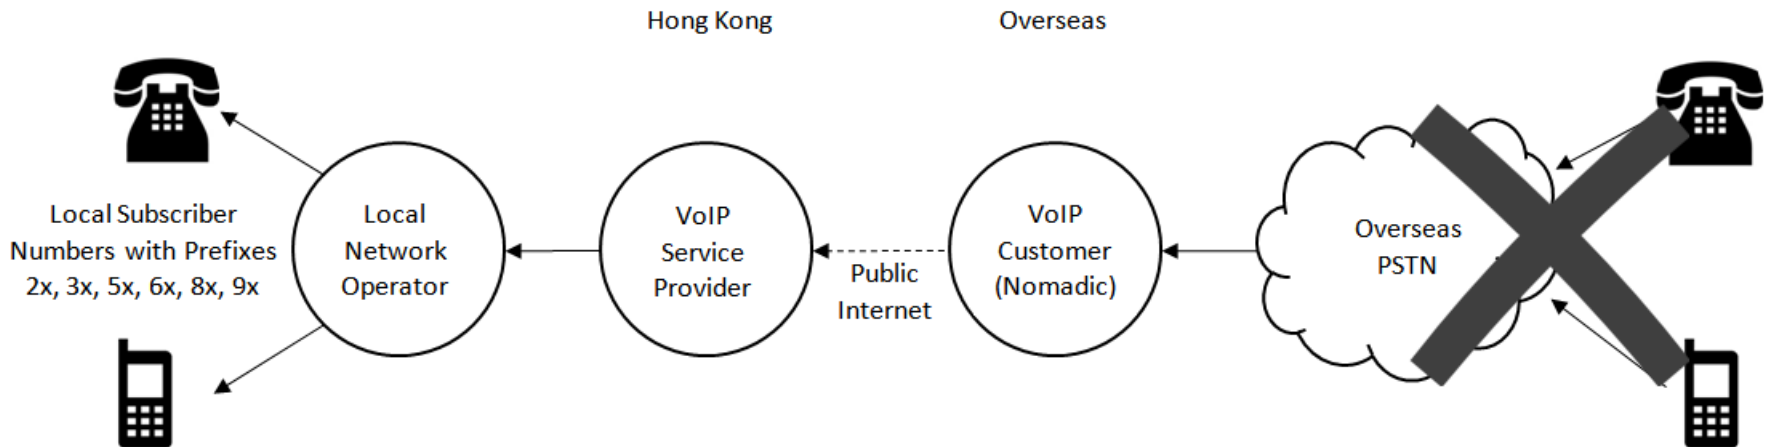 Hong Kong
Overseas
Local Subscriber
Numbers with Prefixes
2x, 3x, 5x, 6x, 8x, 9x
Local
Network
Operator
VoIP
Service
Provider
Public
Internet
VoIP
Customer
(Nomadic)
Overseas
PSTN